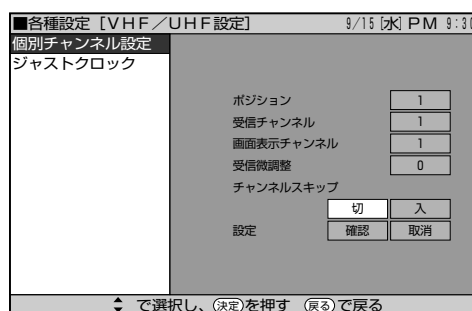 ■各種設定［VHF／UHF設定］ 9/15[水] PM 9:30
個別チャンネル設定
ジャストクロック
ポジション 1
受信チャンネル 1
画面表示チャンネル 1
受信微調整 0
チャンネルスキップ
切 入
設定 確認 取消
で選択し、決定を押す 戻るで戻る